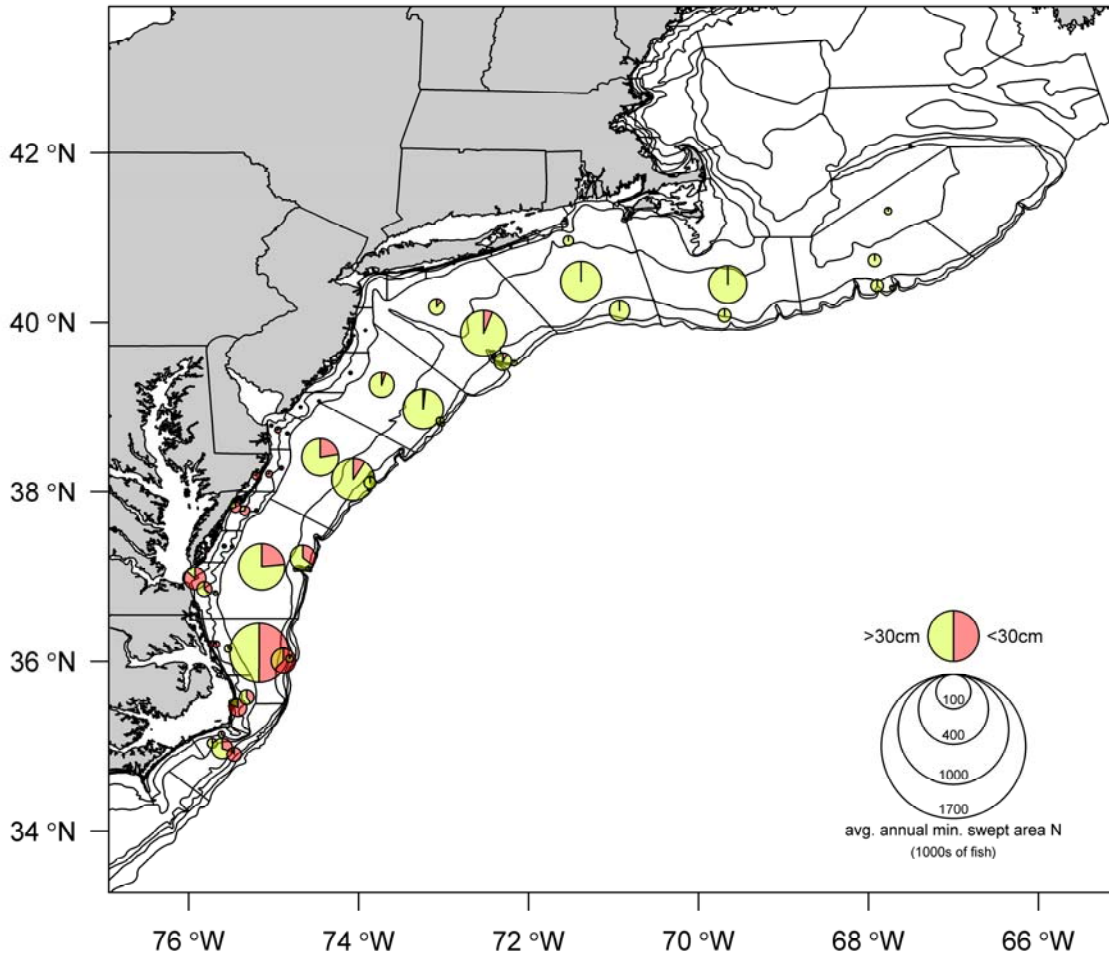 42 °N
40 °N
38 °N
36 °N
34 °N
>30cm <30cm
100
400
1000
1700
avg. annual min. swept area N
(1000s of fish)
76 °W 74 °W 72 °W 70 °W 68 °W 66 °W